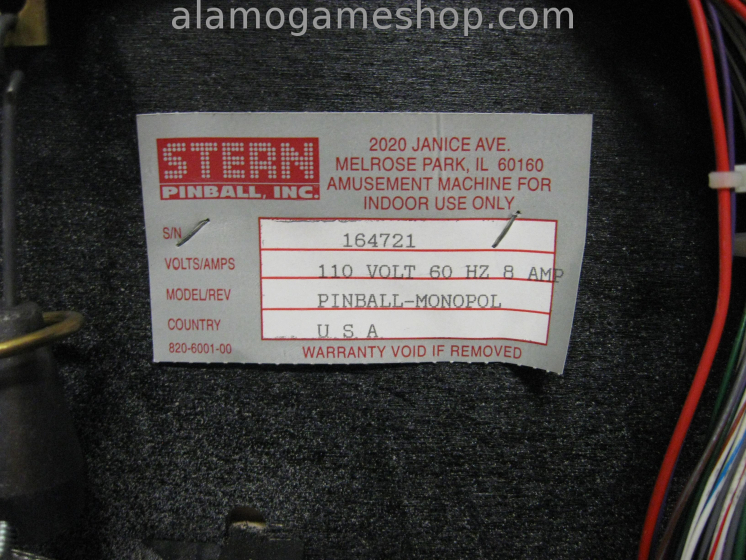 alamogameshop.com
STERN
PINBALL, INC.
2020 JANICE AVE.
MELROSE PARK, IL 60160
AMUSEMENT MACHINE FOR
INDOOR USE ONLY
S/N 164721
VOLTS/AMPS 110 VOLT 60 HZ 8 AMP
MODEL/REV PINBALL-MONOPOL
COUNTRY U.S.A.
820-6001-00 WARRANTY VOID IF REMOVED